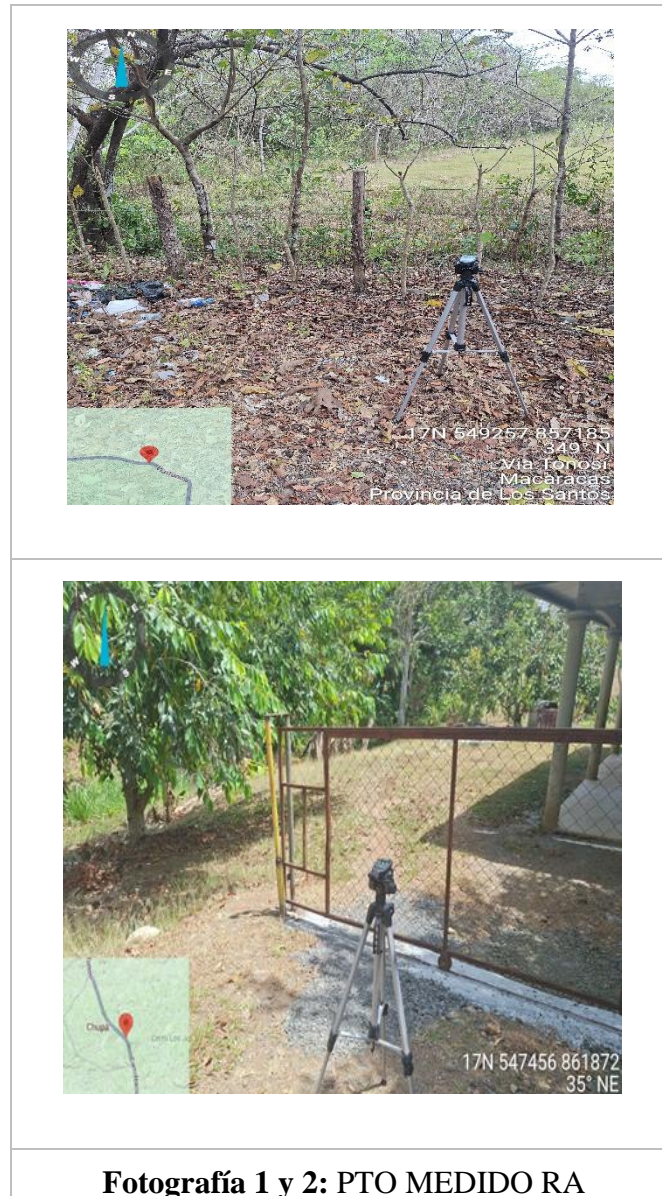 17N 549257 857185
349° N
Vía Tonosí
Macaracas
Provincia de Los Santos
Chupa
17N 547456 861872
35° NE
Fotografía 1 y 2: PTO MEDIDO RA